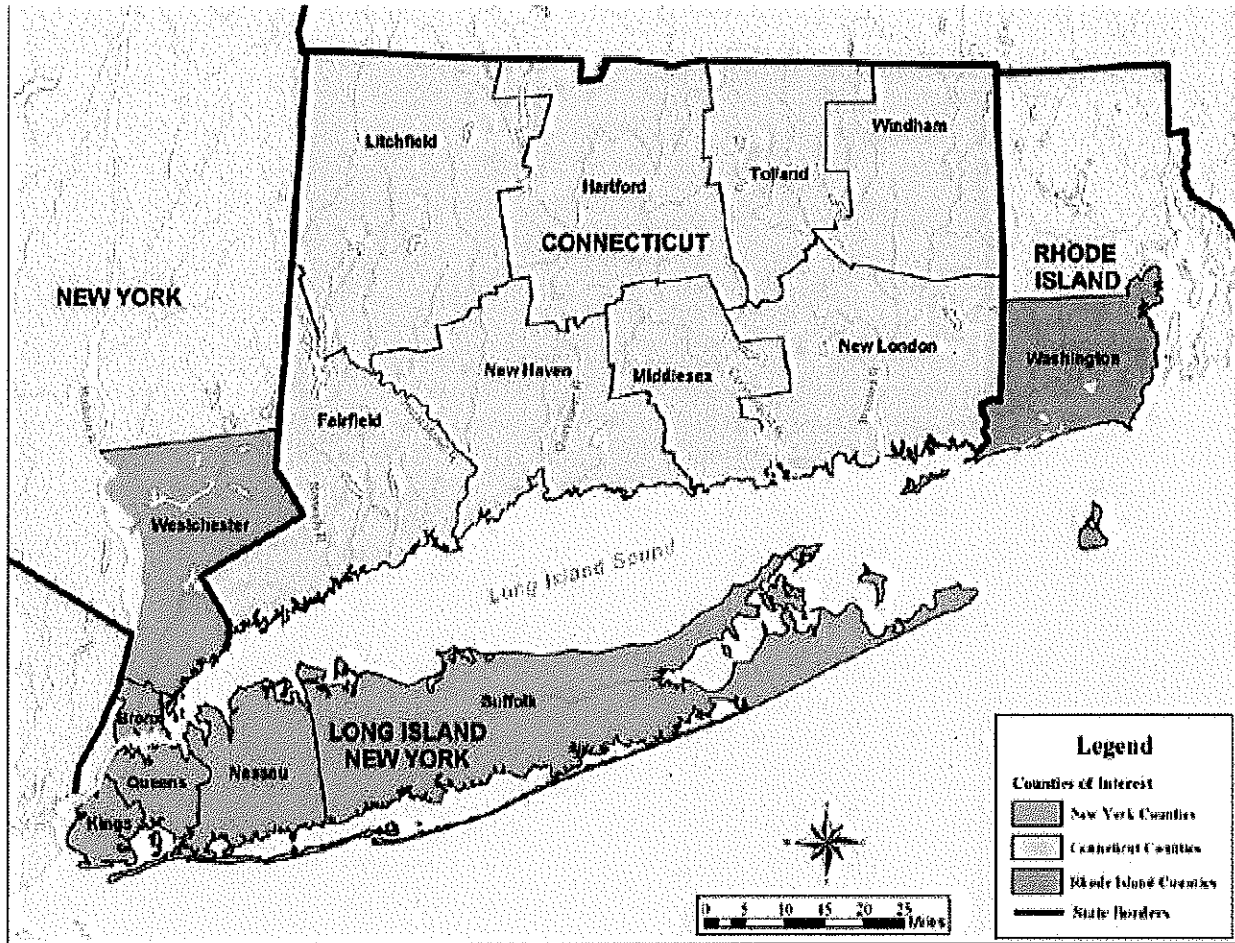 Litchfield
Hartford
Tolland
Windham
CONNECTICUT
NEW YORK
RHODE
ISLAND
Washington
New Haven
Middlesex
New London
Fairfield
Westchester
Long Island Sound
Bronx
Queens
Kings
Nassau
Suffolk
LONG ISLAND
NEW YORK
Legend
Counties of Interest
New York Counties
Connecticut Counties
Rhode Island Counties
State Borders
0 5 10 15 20 25
Miles